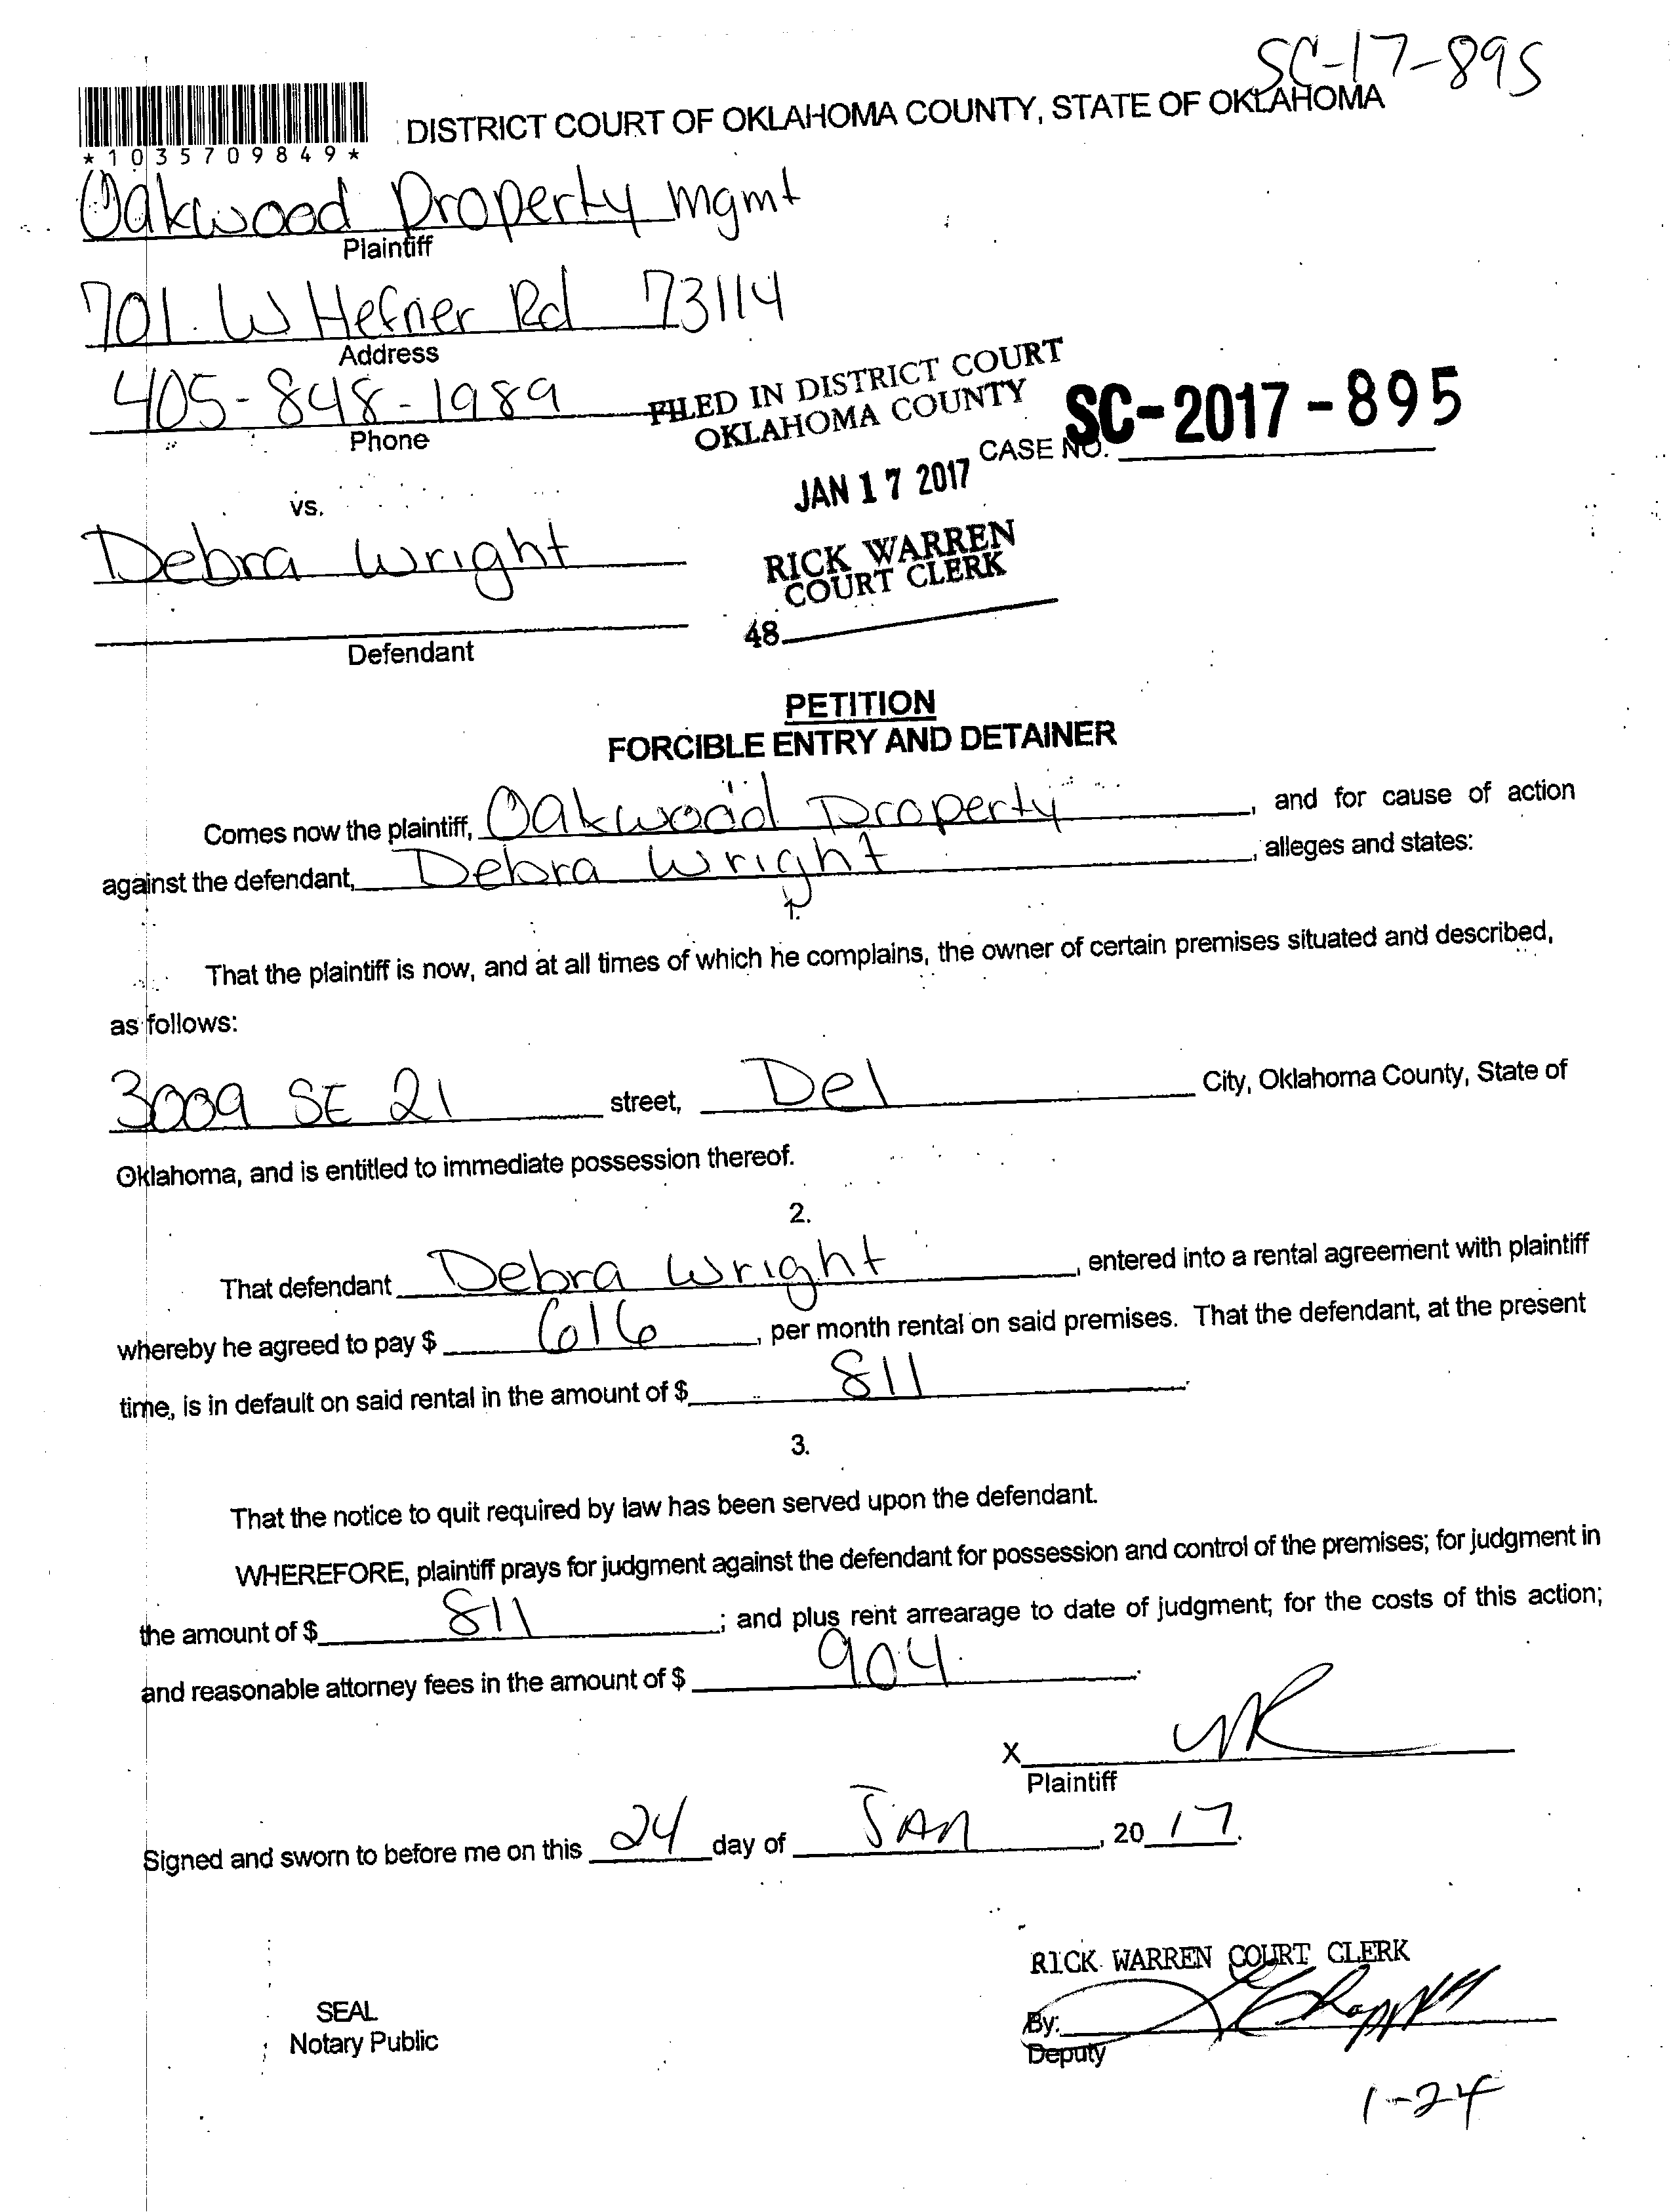 SC-17-895
DISTRICT COURT OF OKLAHOMA COUNTY, STATE OF OKLAHOMA
*1035709849*
Oakwood Property Mgmt
Plaintiff
701 W Hefner Rd 73114
Address
405-848-1989
Phone
FILED IN DISTRICT COURT
OKLAHOMA COUNTY
CASE NO. SC-2017-895
JAN 17 2017
vs.
Debra Wright
RICK WARREN
COURT CLERK
48
Defendant
PETITION
FORCIBLE ENTRY AND DETAINER
Comes now the plaintiff, Oakwood Property, and for cause of action
against the defendant, Debra Wright, alleges and states:
1.
That the plaintiff is now, and at all times of which he complains, the owner of certain premises situated and described,
as follows:
3009 SE 21 street, Del City, Oklahoma County, State of
Oklahoma, and is entitled to immediate possession thereof.
2.
That defendant Debra Wright, entered into a rental agreement with plaintiff
whereby he agreed to pay $ 616, per month rental on said premises. That the defendant, at the present
time, is in default on said rental in the amount of $ 811.
3.
That the notice to quit required by law has been served upon the defendant.
WHEREFORE, plaintiff prays for judgment against the defendant for possession and control of the premises; for judgment in
the amount of $ 811; and plus rent arrearage to date of judgment; for the costs of this action;
and reasonable attorney fees in the amount of $ 904.
X
Plaintiff
Signed and sworn to before me on this 24 day of JAN, 2017.
RICK WARREN COURT CLERK
SEAL
By:
Notary Public
Deputy
1-24